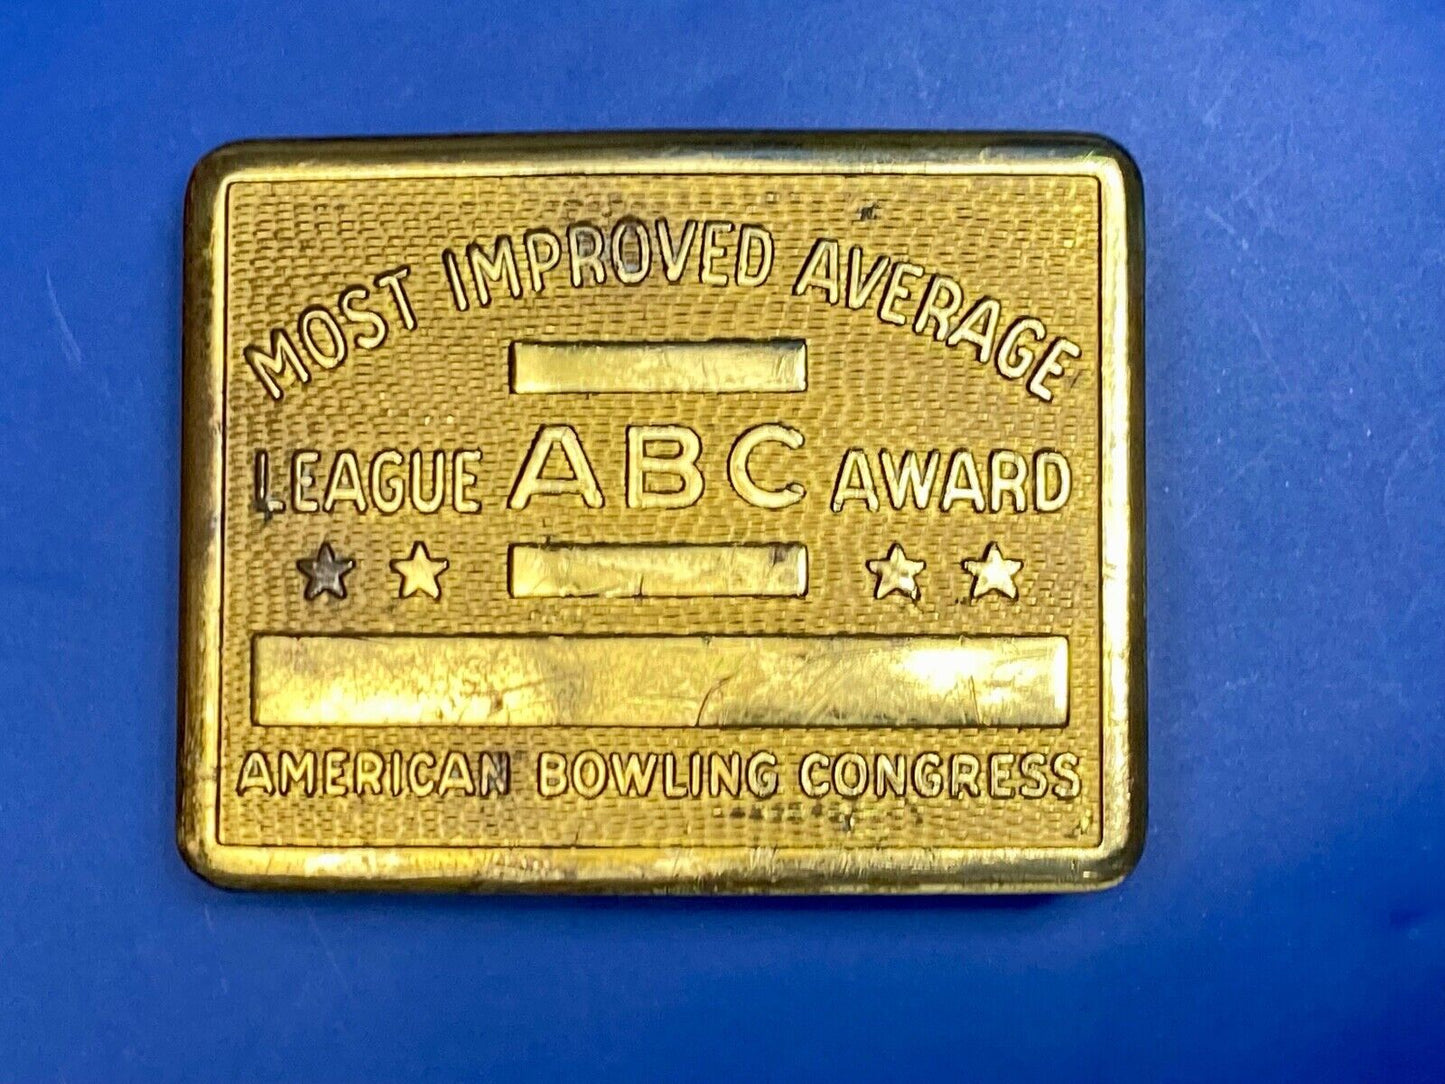 MOST IMPROVED AVERAGE
LEAGUE ABC AWARD
AMERICAN BOWLING CONGRESS